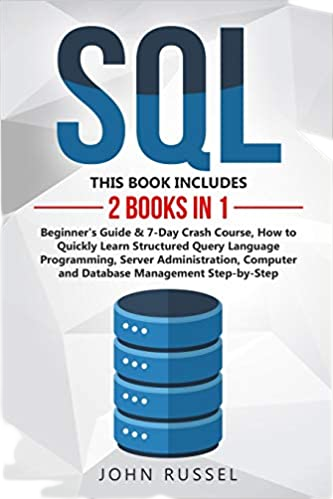 SQL
THIS BOOK INCLUDES
2 BOOKS IN 1
Beginner's Guide & 7-Day Crash Course, How to
Quickly Learn Structured Query Language
Programming, Server Administration, Computer
and Database Management Step-by-Step
JOHN RUSSEL